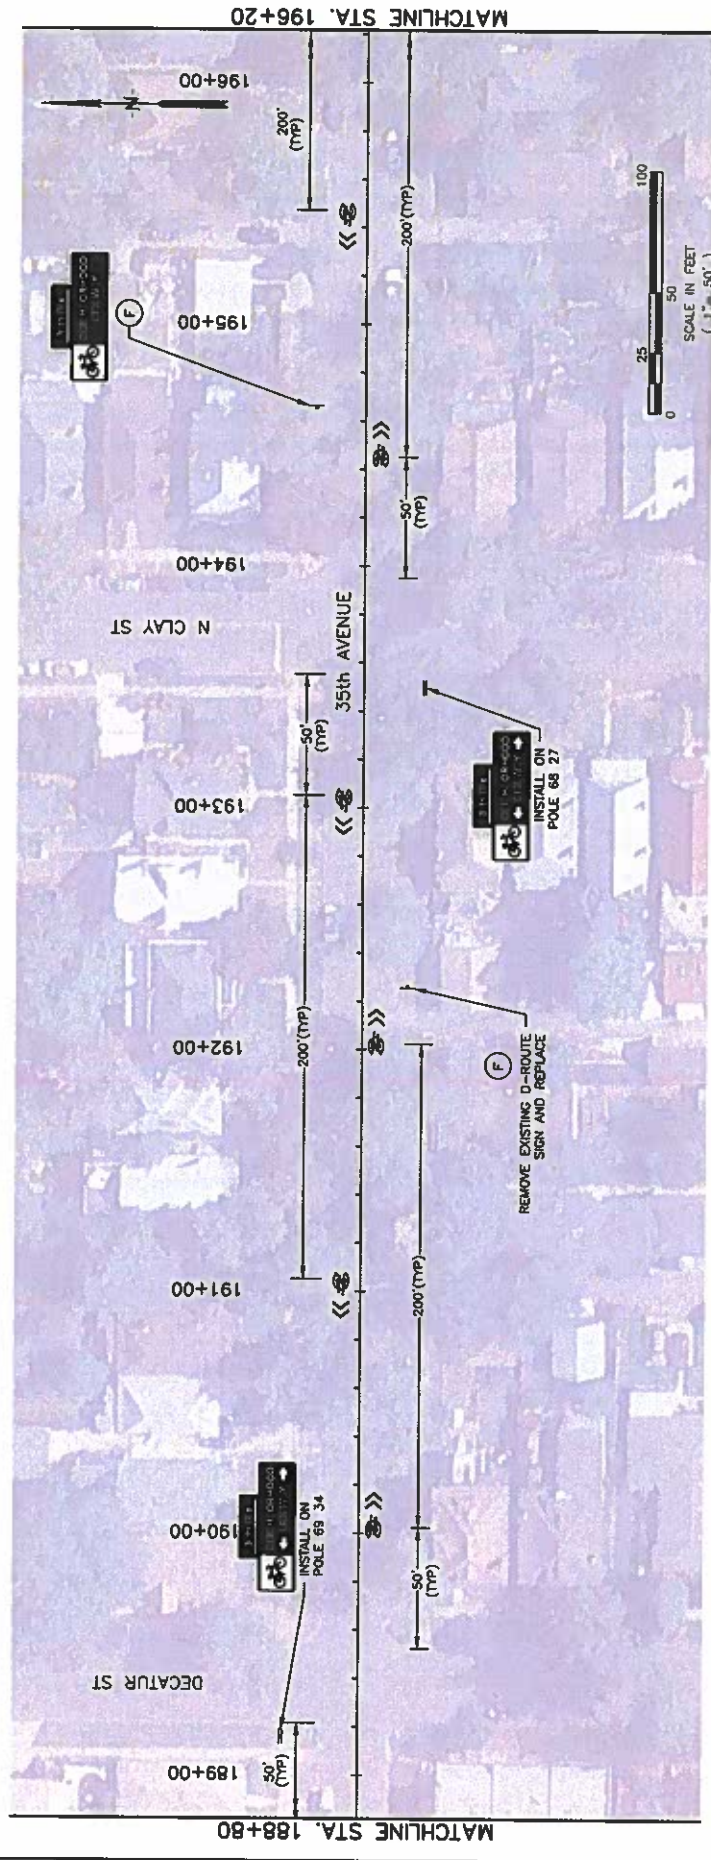 MATCHLINE STA. 196+20
196+00
-N-
200'
(TYP)
195+00
F
200'(TYP)
100
50
25
0
SCALE IN FEET
( 1"= 50' )
194+00
50'
(TYP)
N CLAY ST
35th AVENUE
50'
(TYP)
193+00
INSTALL ON
POLE 68 27
200'(TYP)
192+00
F
REMOVE EXISTING D-ROUTE
SIGN AND REPLACE
191+00
200'(TYP)
190+00
INSTALL ON
POLE 69 34
50'
(TYP)
DECATUR ST
189+00
50'
(TYP)
MATCHLINE STA. 188+80